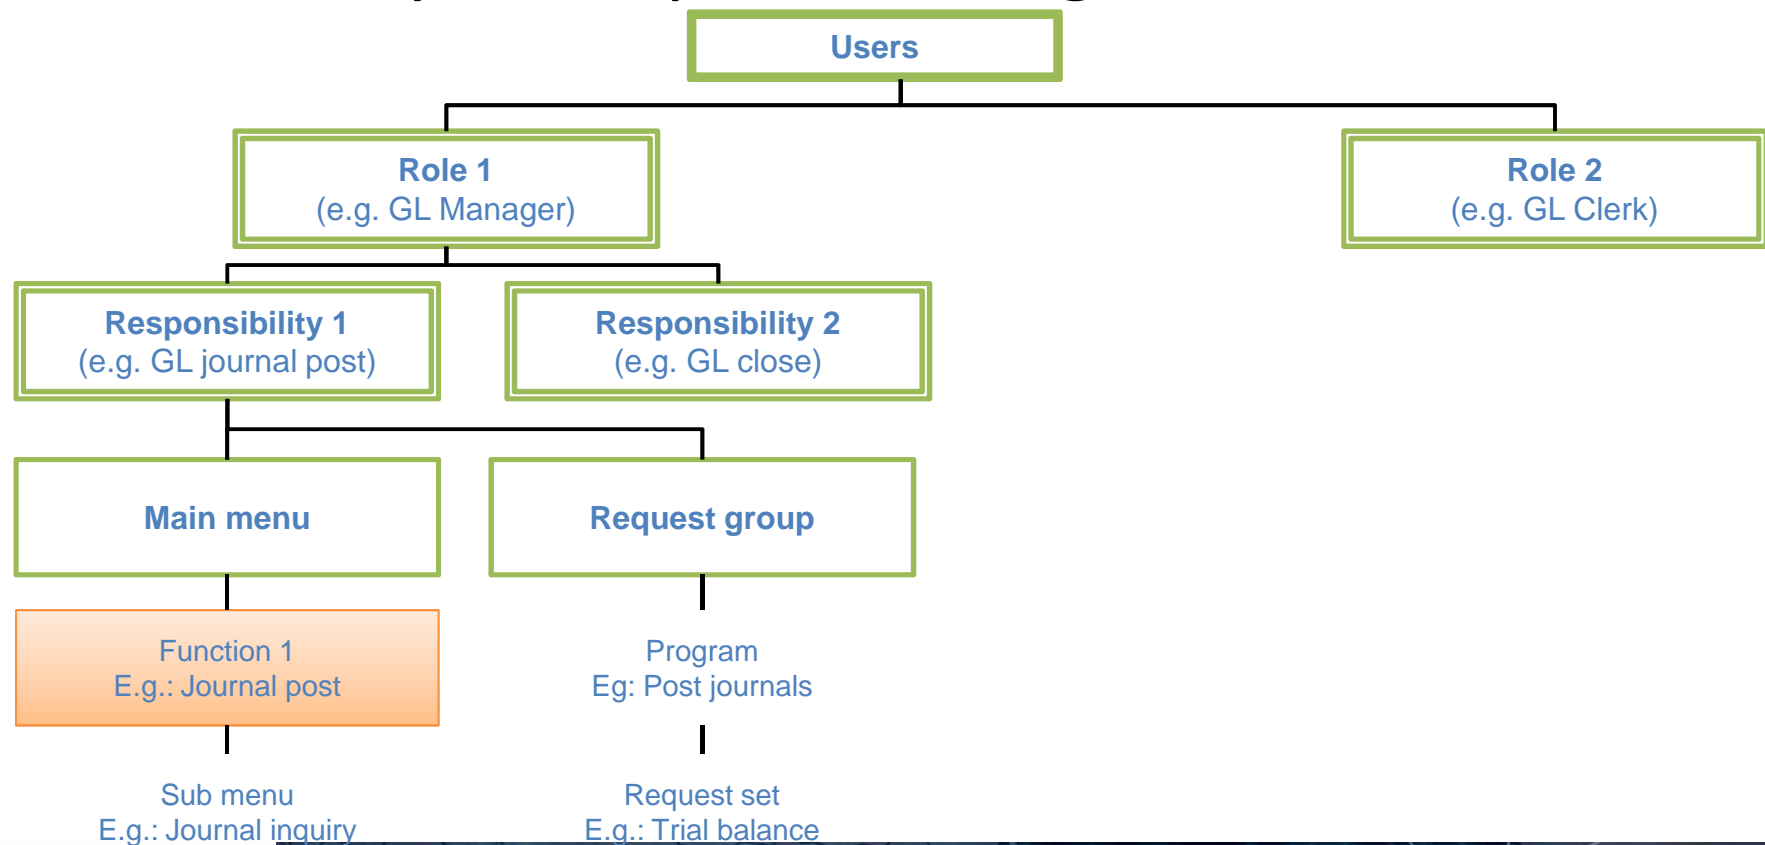 Users
Role 1
(e.g. GL Manager)
Role 2
(e.g. GL Clerk)
Responsibility 1
(e.g. GL journal post)
Responsibility 2
(e.g. GL close)
Main menu
Request group
Function 1
E.g.: Journal post
Program
Eg: Post journals
Sub menu
E.g.: Journal inquiry
Request set
E.g.: Trial balance